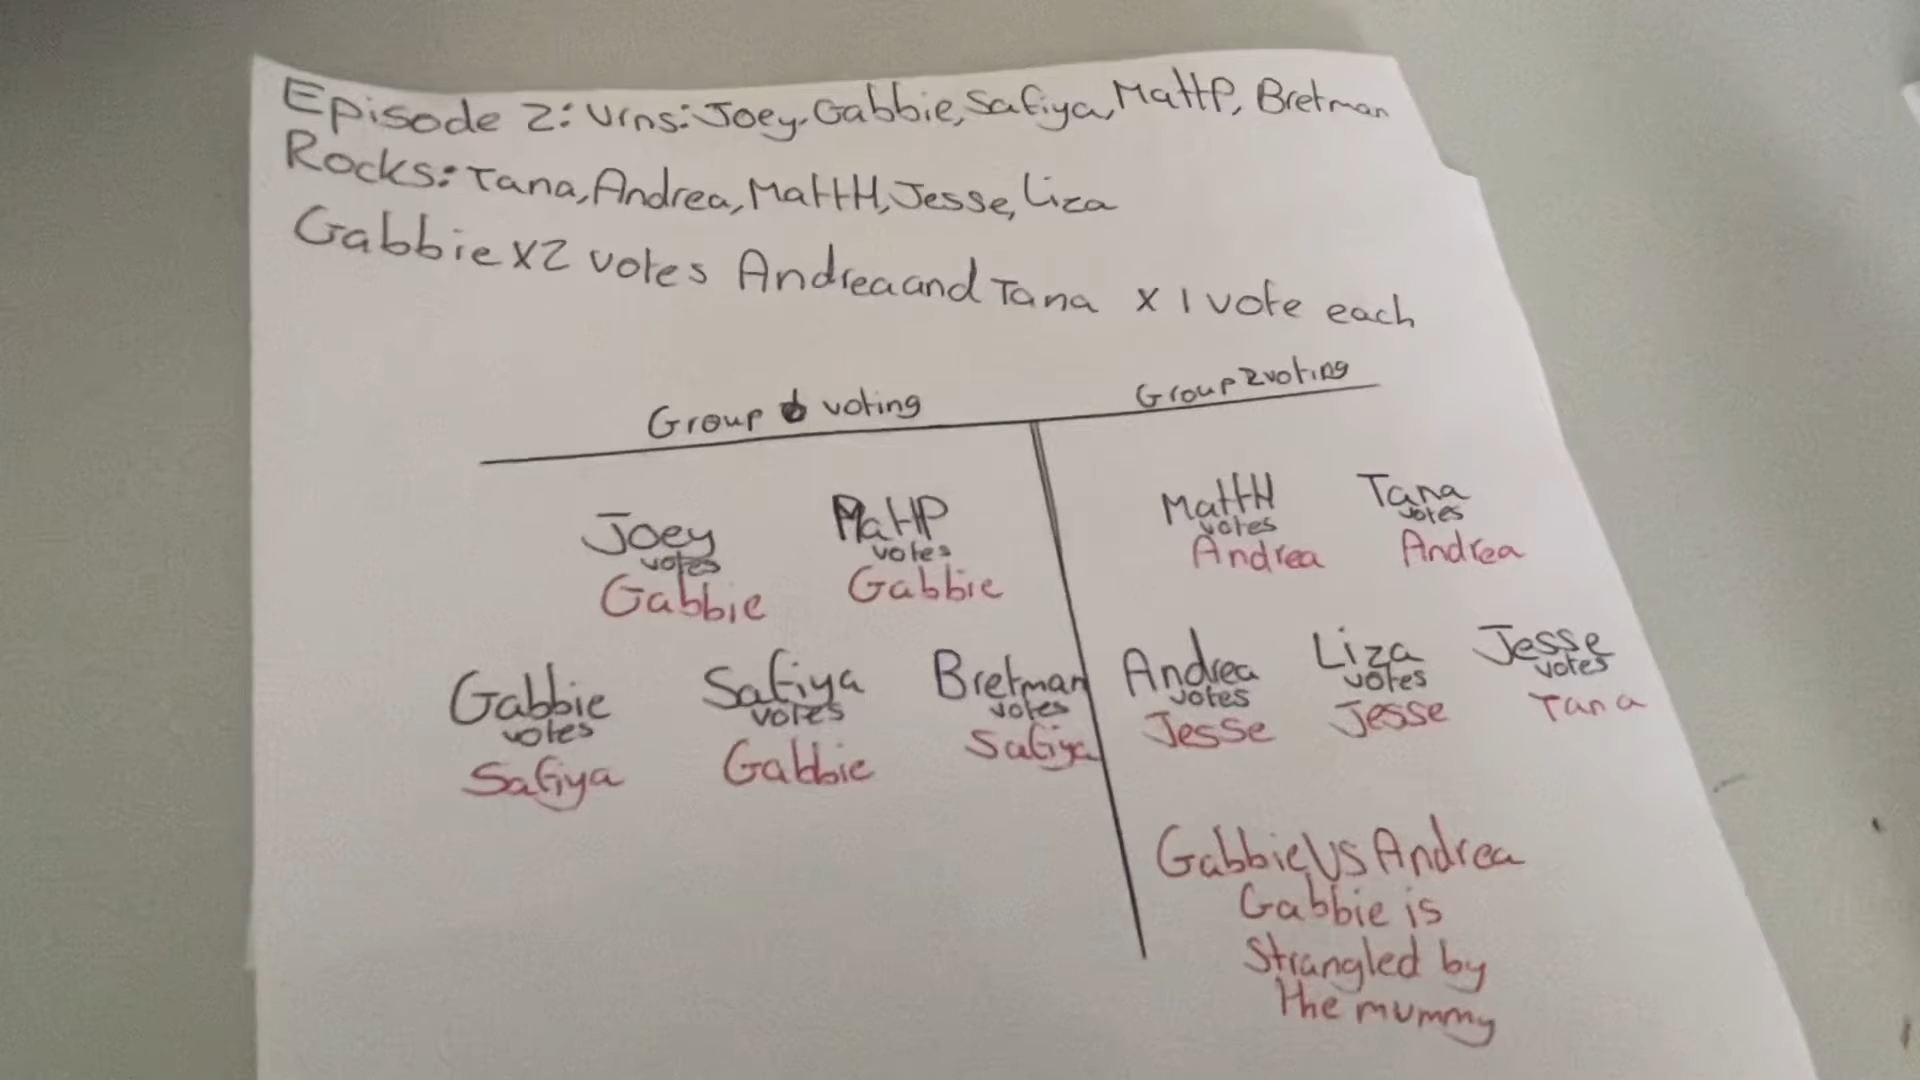 Episode 2: Urns: Joey, Gabbie, Safiya, MattP, Bretman
Rocks: Tana, Andrea, MattH, Jesse, Liza
Gabbie x2 votes Andrea and Tana x 1 vote each
Group voting
Group 2 voting
Joey
votes
Gabbie
MattP
votes
Gabbie
Gabbie
votes
Safiya
Safiya
votes
Gabbie
Bretman
votes
Safiya
MattH
votes
Andrea
Tana
votes
Andrea
Andrea
votes
Jesse
Liza
votes
Jesse
Jesse
votes
Tana
Gabbie VS Andrea
Gabbie is
strangled by
the mummy